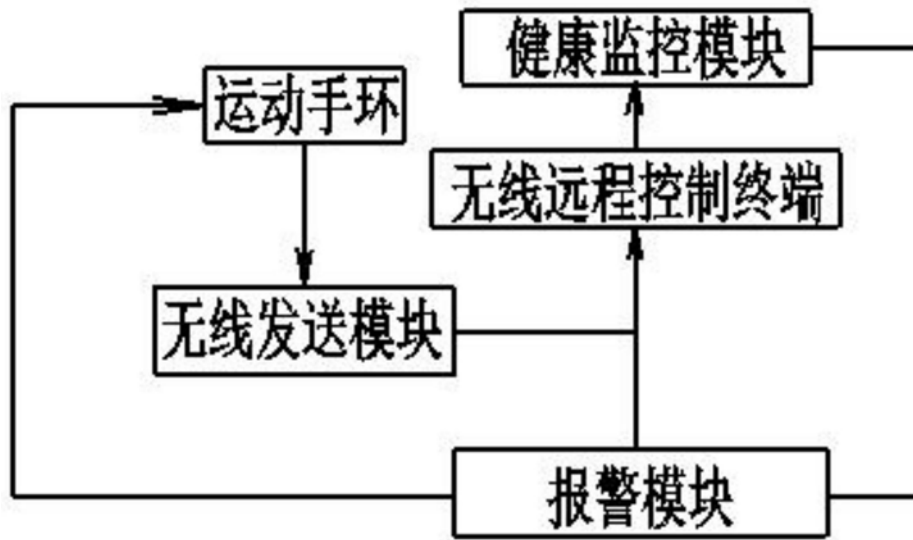 健康监控模块
运动手环
无线远程控制终端
无线发送模块
报警模块